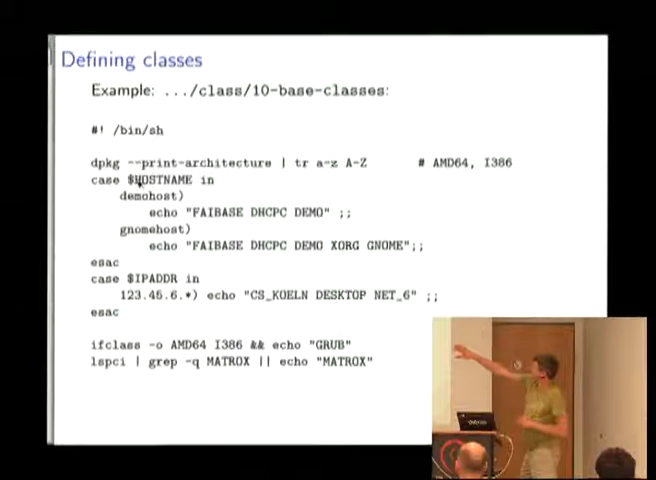 Defining classes
Example: .../class/10-base-classes:
#! /bin/sh
dpkg --print-architecture | tr a-z A-Z # AMD64, I386
case $HOSTNAME in
demohost)
echo "FAIBASE DHCPC DEMO" ;;
gnomehost)
echo "FAIBASE DHCPC DEMO XORG GNOME";;
esac
case $IPADDR in
123.45.6.*) echo "CS_KOELN DESKTOP NET_6" ;;
esac
ifclass -o AMD64 I386 && echo "GRUB"
lspci | grep -q MATROX || echo "MATROX"